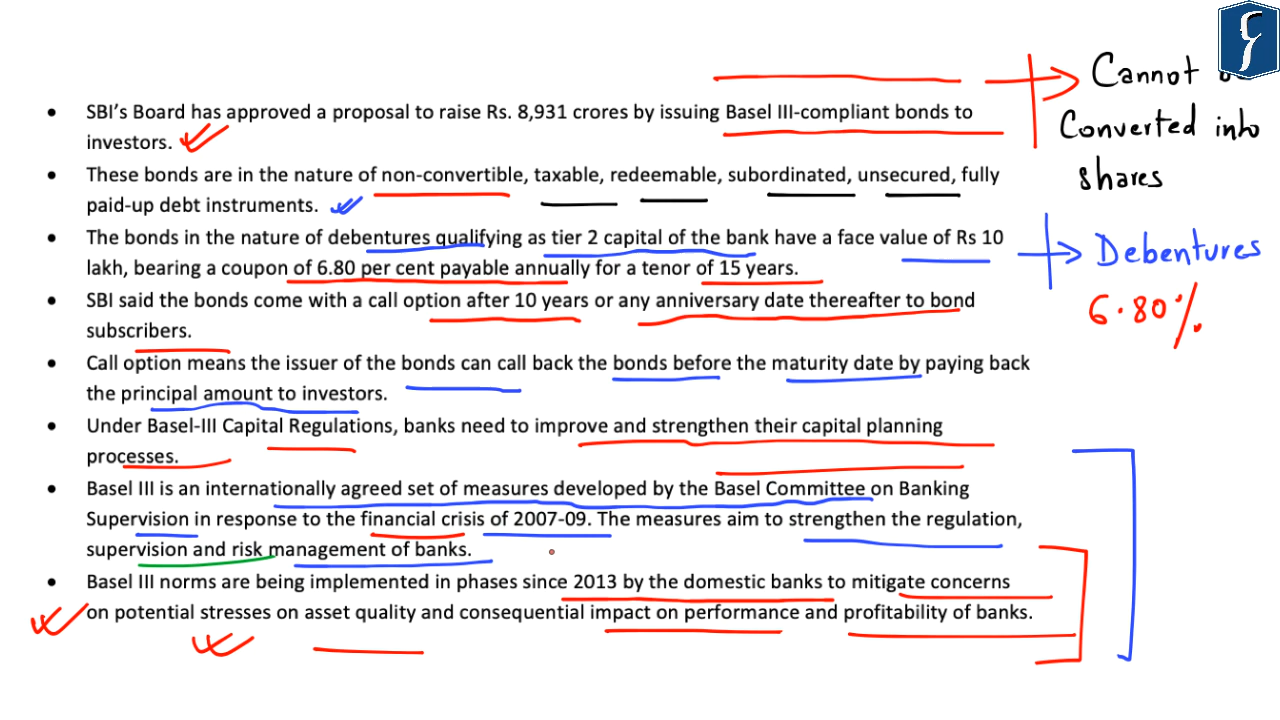 Cannot
• SBI's Board has approved a proposal to raise Rs. 8,931 crores by issuing Basel III-compliant bonds to
investors.
Converted into
shares
• These bonds are in the nature of non-convertible, taxable, redeemable, subordinated, unsecured, fully
paid-up debt instruments.
• The bonds in the nature of debentures qualifying as tier 2 capital of the bank have a face value of Rs 10
lakh, bearing a coupon of 6.80 per cent payable annually for a tenor of 15 years.
Debentures
6.80%
• SBI said the bonds come with a call option after 10 years or any anniversary date thereafter to bond
subscribers.
• Call option means the issuer of the bonds can call back the bonds before the maturity date by paying back
the principal amount to investors.
• Under Basel-III Capital Regulations, banks need to improve and strengthen their capital planning
processes.
• Basel III is an internationally agreed set of measures developed by the Basel Committee on Banking
Supervision in response to the financial crisis of 2007-09. The measures aim to strengthen the regulation,
supervision and risk management of banks.
• Basel III norms are being implemented in phases since 2013 by the domestic banks to mitigate concerns
on potential stresses on asset quality and consequential impact on performance and profitability of banks.